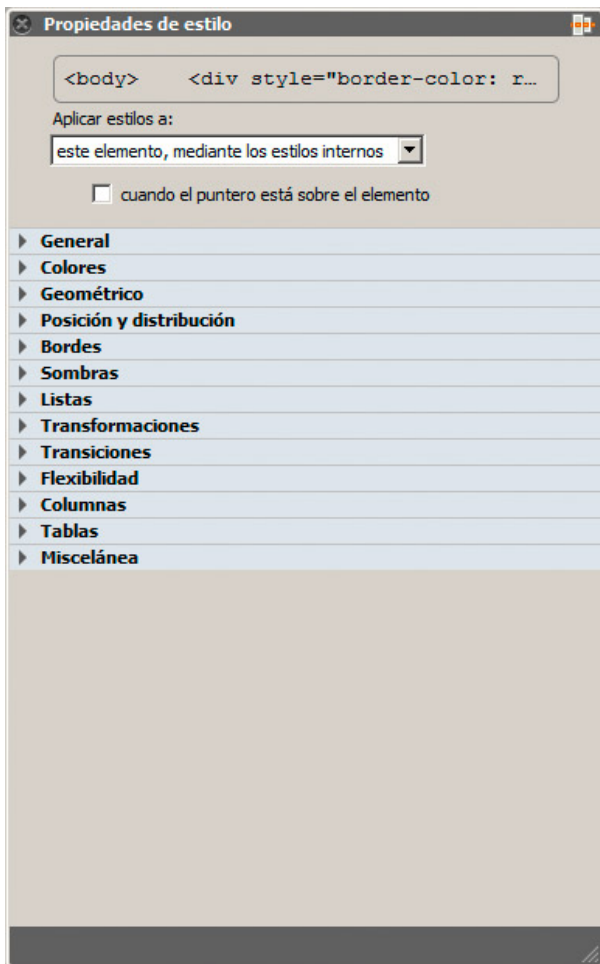 Propiedades de estilo
<body> <div style="border-color: r…
Aplicar estilos a:
este elemento, mediante los estilos internos
cuando el puntero está sobre el elemento
General
Colores
Geométrico
Posición y distribución
Bordes
Sombras
Listas
Transformaciones
Transiciones
Flexibilidad
Columnas
Tablas
Miscelánea